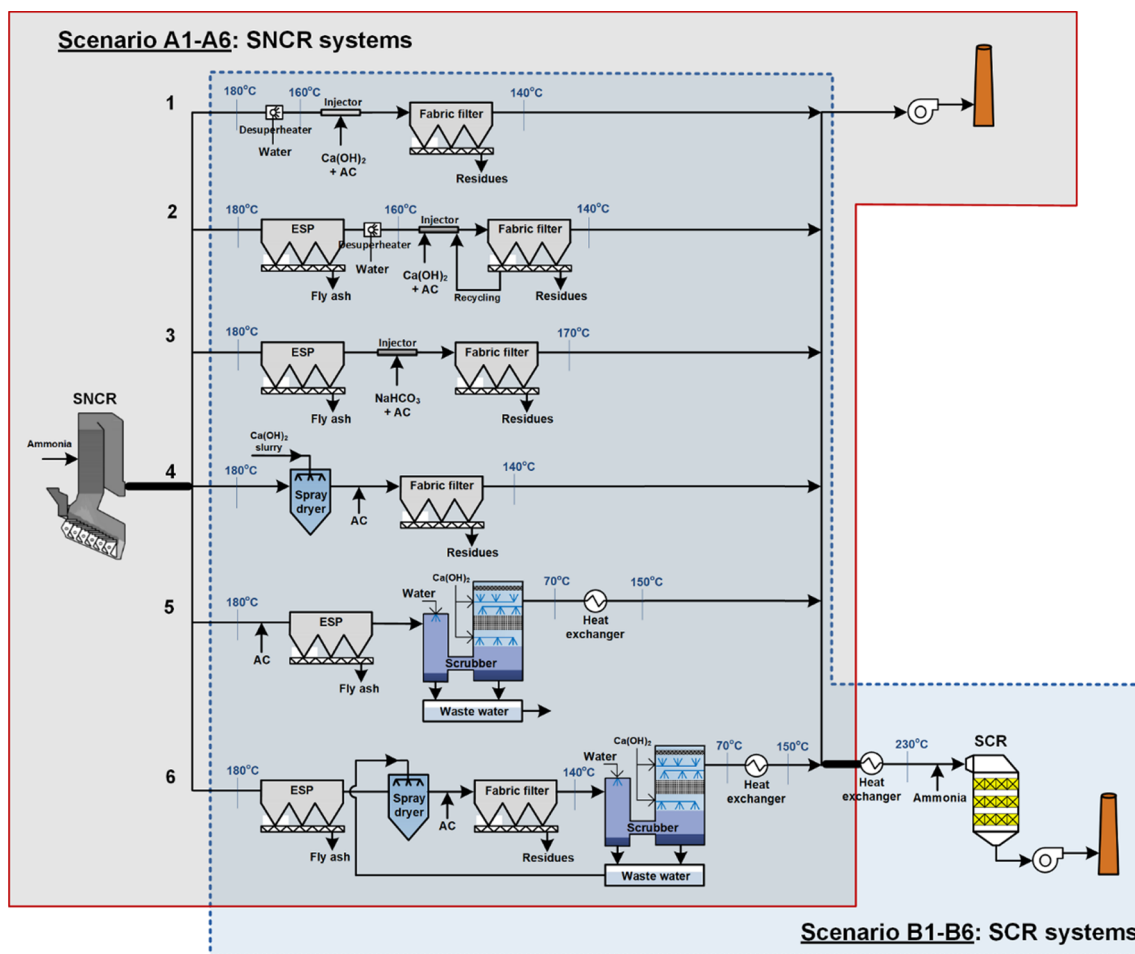 Scenario A1-A6: SNCR systems
1
180°C
160°C
Injector
140°C
Desuperheater
Water
Ca(OH)2
+ AC
Fabric filter
Residues
2
180°C
ESP
160°C
Injector
Fabric filter
140°C
Desuperheater
Water
Fly ash
Ca(OH)2
+ AC
Recycling
Residues
3
180°C
ESP
Injector
Fabric filter
170°C
Fly ash
NaHCO3
+ AC
Residues
SNCR
Ammonia
4
180°C
Ca(OH)2
slurry
Spray
dryer
AC
Fabric filter
140°C
Residues
5
180°C
AC
ESP
Fly ash
Water
Ca(OH)2
Scrubber
Waste water
70°C
150°C
Heat
exchanger
6
180°C
ESP
Fly ash
Spray
dryer
AC
Fabric filter
Residues
140°C
Water
Ca(OH)2
Scrubber
Waste water
70°C
150°C
Heat
exchanger
Heat
exchanger
230°C
Ammonia
SCR
Scenario B1-B6: SCR systems